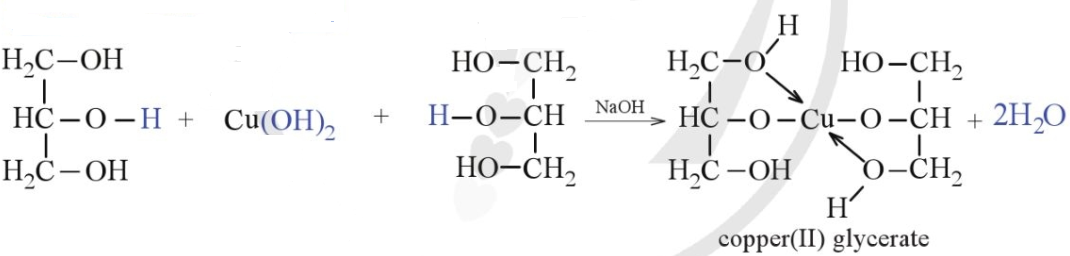 H₂C–OH HO–CH₂ H₂C–O H HO–CH₂
HC–O–H + Cu(OH)₂ + H–O–CH NaOH HC–O–Cu–O–CH + 2H₂O
H₂C–OH HO–CH₂ H₂C–OH O–CH₂
H
copper(II) glycerate